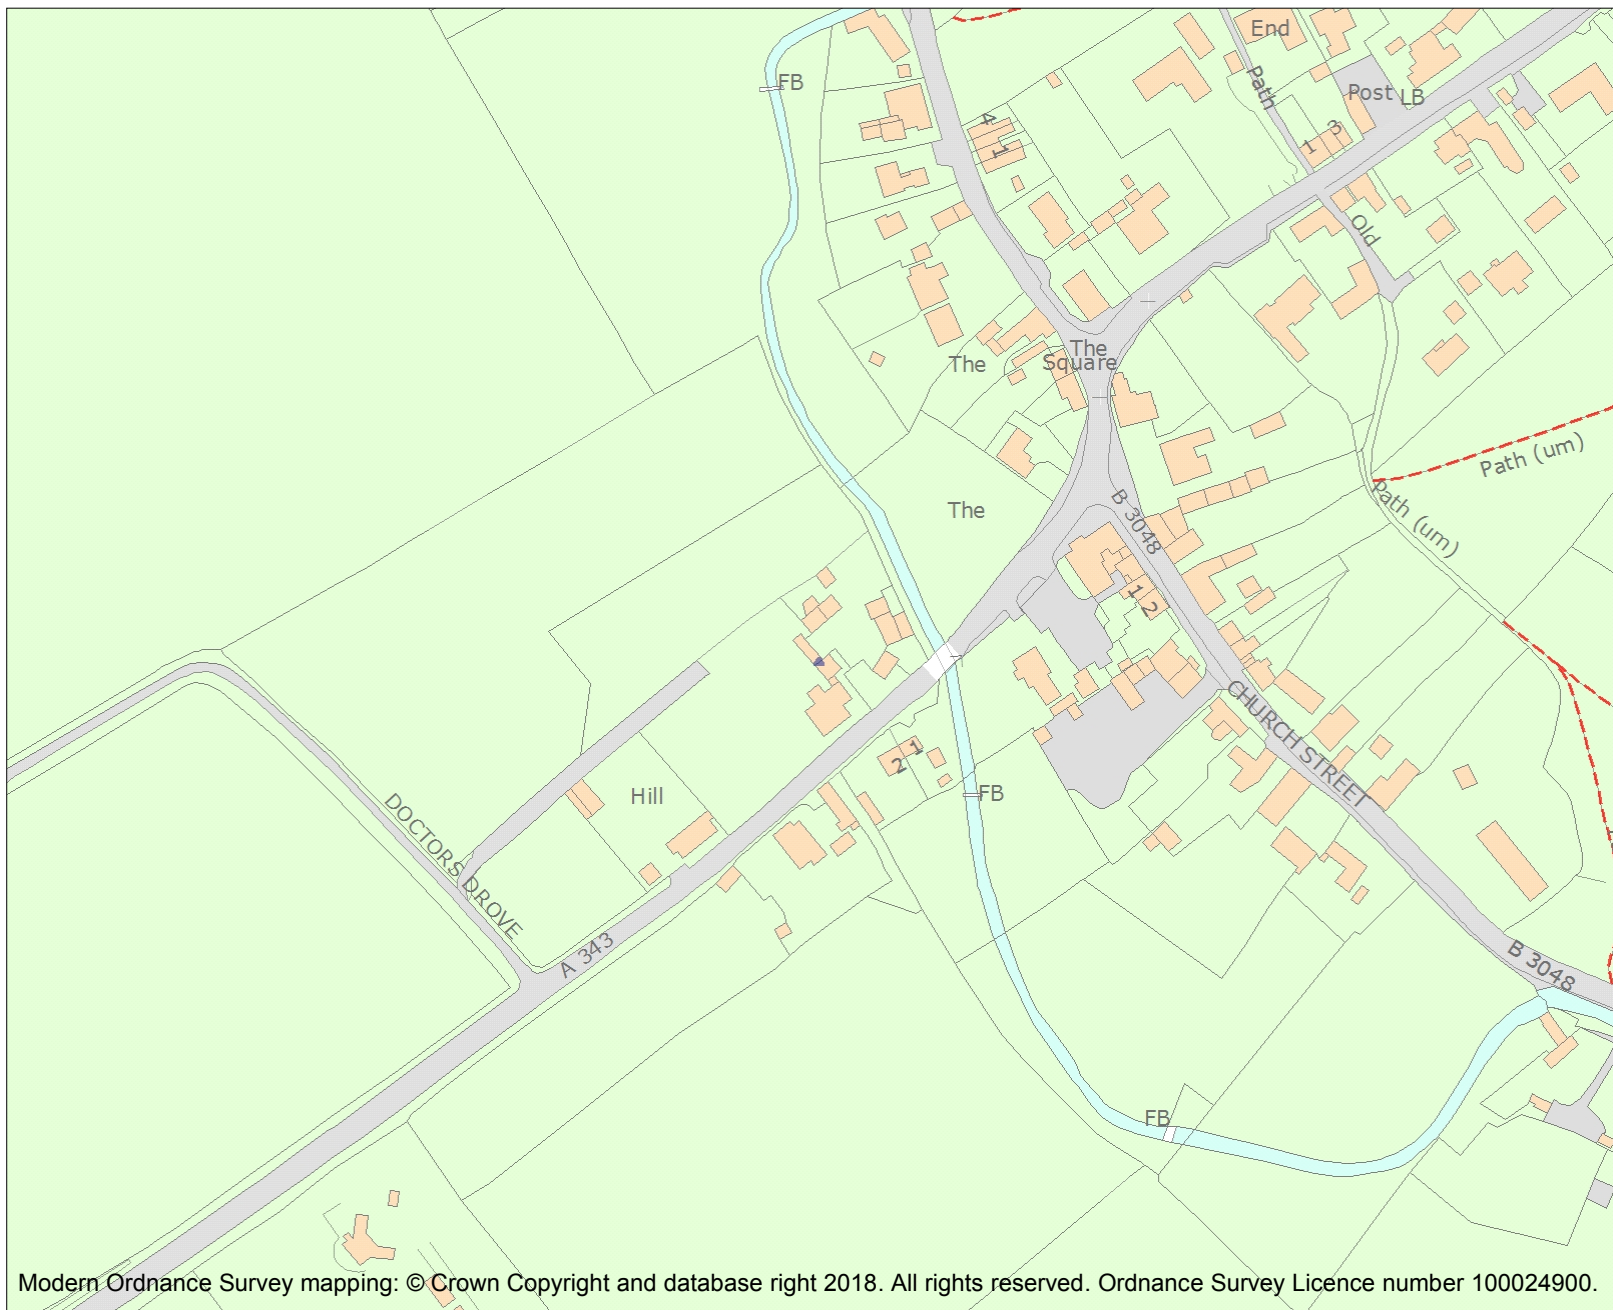 End
FB
Path
Post
LB
4
1
3
1
Old
The
Square
The
Path (um)
Path (um)
The
B 3048
1
2
CHURCH STREET
1
2
FB
Hill
DOCTORS DROVE
A 343
B 3048
FB
Modern Ordnance Survey mapping: © Crown Copyright and database right 2018. All rights reserved. Ordnance Survey Licence number 100024900.